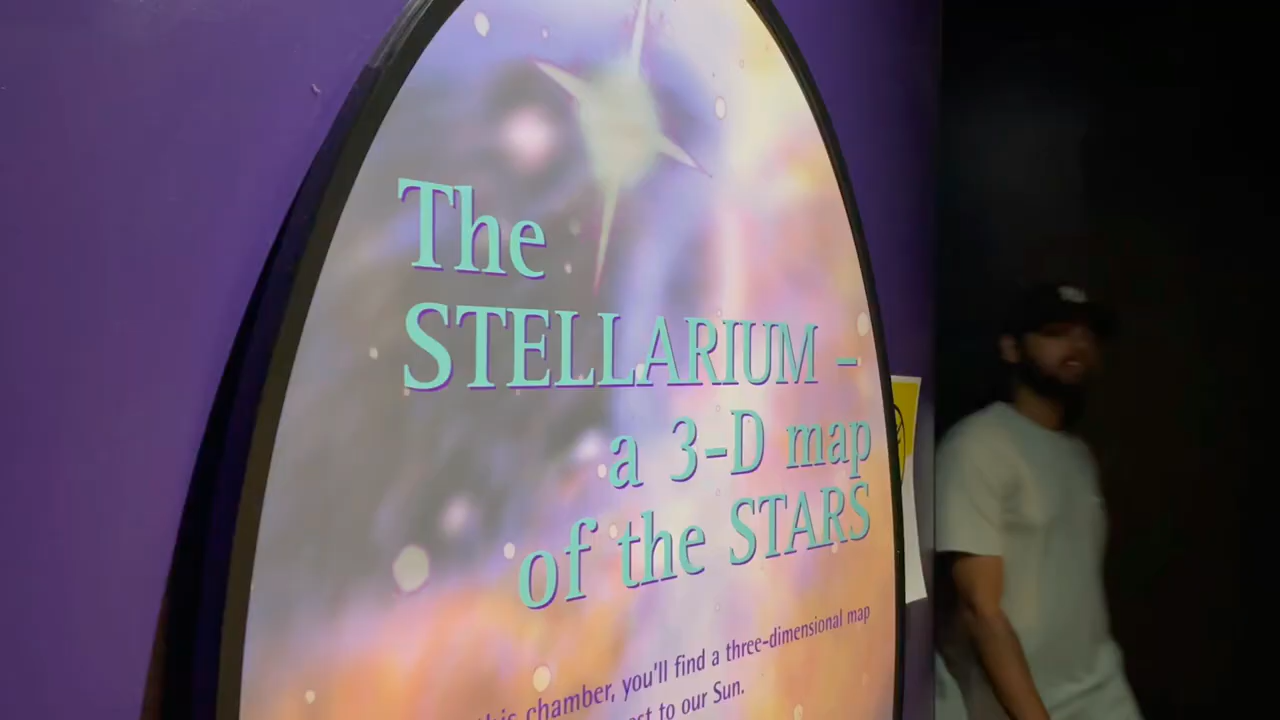 The
STELLARIUM –
a 3-D map
of the STARS
this chamber, you'll find a three-dimensional map
to our Sun.